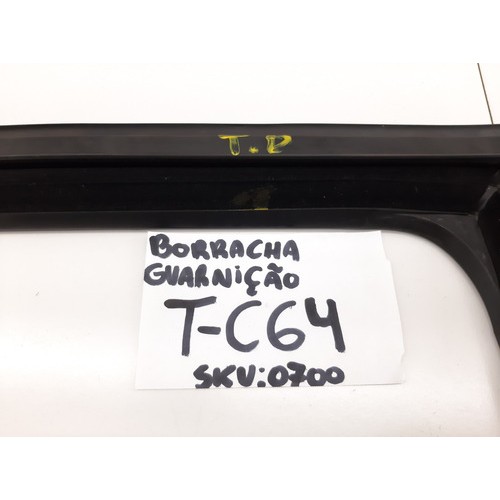 T.D
BORRACHA
GUARNIÇÃO
T-C64
SKU:0700